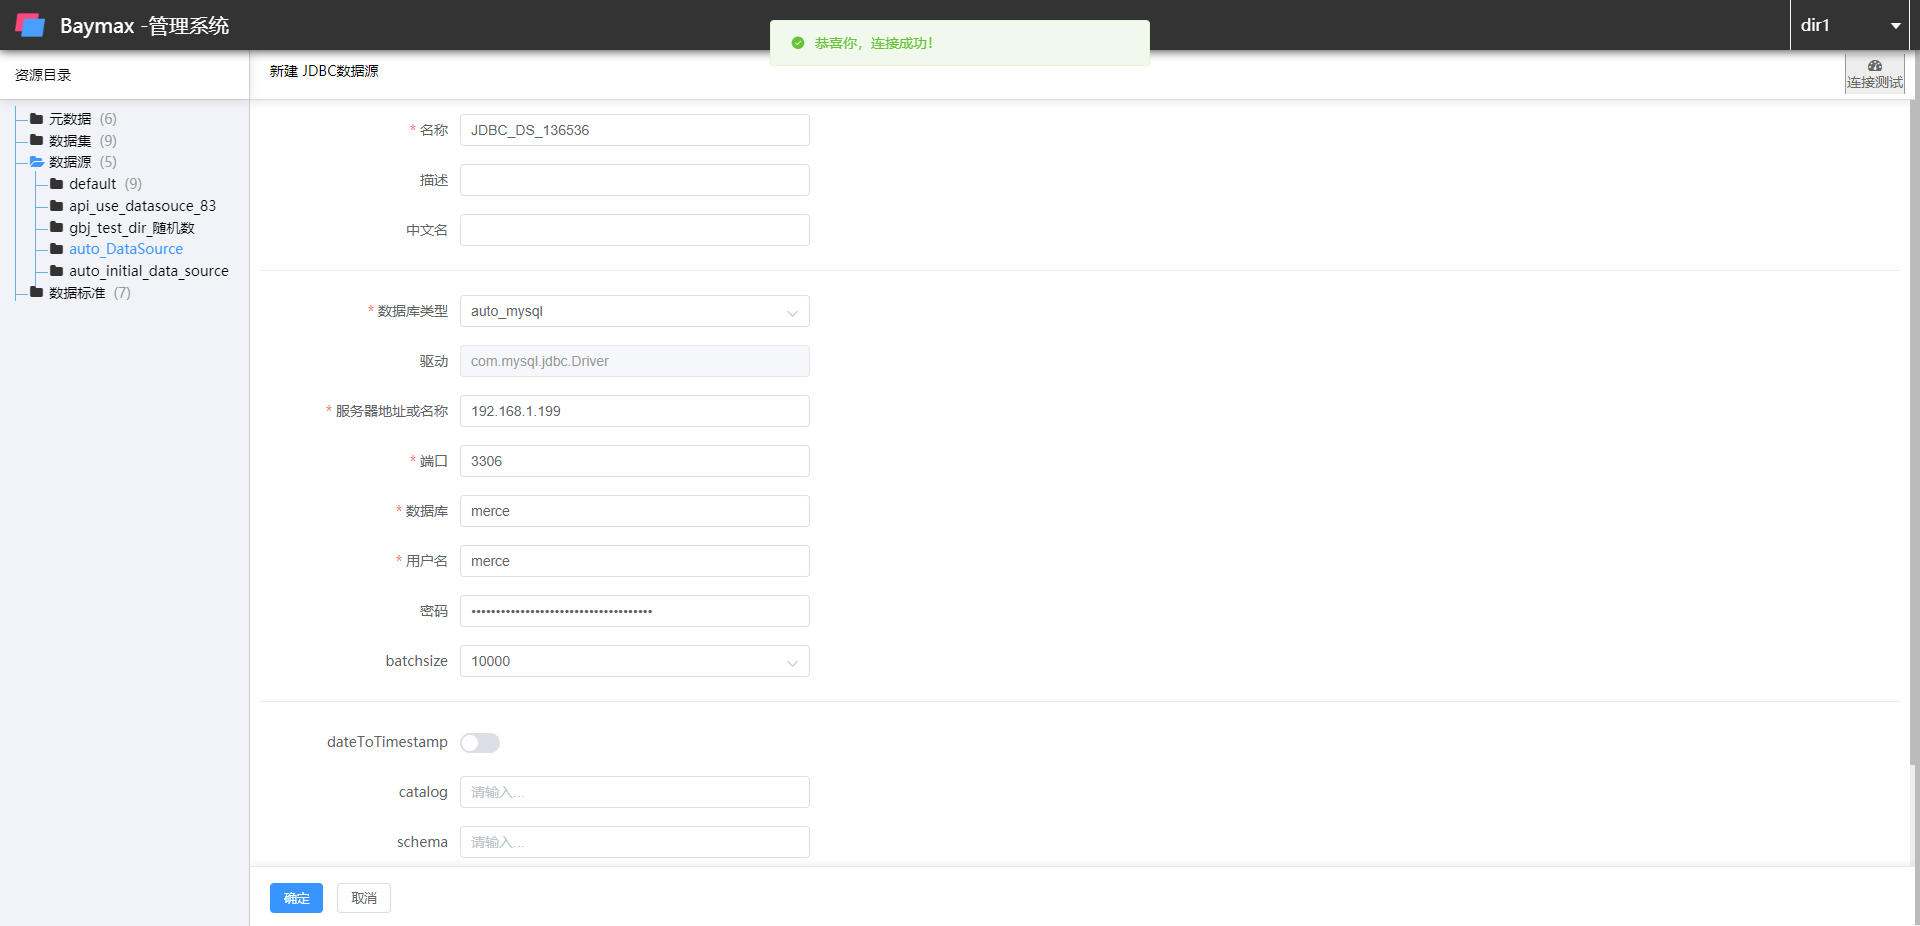 Baymax -管理系统
恭喜你，连接成功！
dir1
资源目录
新建 JDBC数据源
连接测试
元数据 (6)
数据集 (9)
数据源 (5)
default (9)
api_use_datasouce_83
gbj_test_dir_随机数
auto_DataSource
auto_initial_data_source
数据标准 (7)
* 名称 JDBC_DS_136536
描述
中文名
* 数据库类型 auto_mysql
驱动 com.mysql.jdbc.Driver
* 服务器地址或名称 192.168.1.199
* 端口 3306
* 数据库 merce
* 用户名 merce
密码 •••••••••••••••••••••••••••••••••••••
batchsize 10000
dateToTimestamp
catalog 请输入...
schema 请输入...
确定 取消